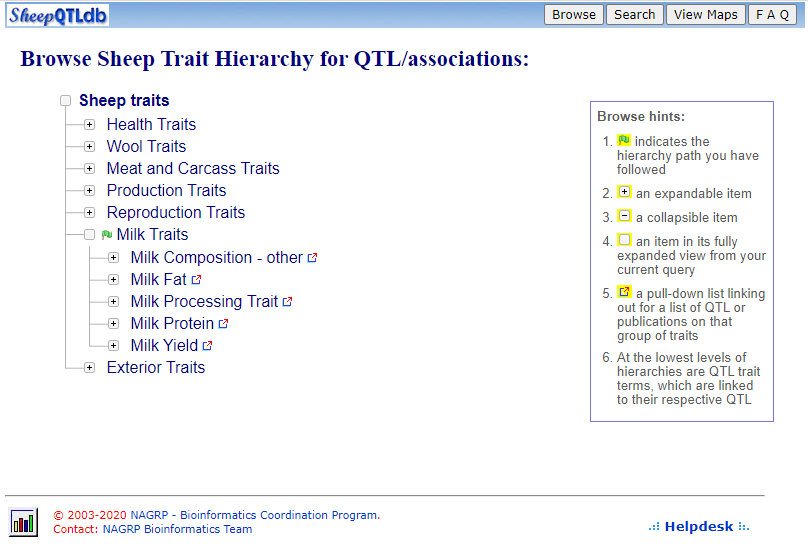 SheepQTLdb
Browse Search View Maps F A Q
Browse Sheep Trait Hierarchy for QTL/associations:
Sheep traits
Health Traits
Wool Traits
Meat and Carcass Traits
Production Traits
Reproduction Traits
Milk Traits
Milk Composition - other
Milk Fat
Milk Processing Trait
Milk Protein
Milk Yield
Exterior Traits
Browse hints:
1. indicates the
hierarchy path you have
followed
2. an expandable item
3. a collapsible item
4. an item in its fully
expanded view from your
current query
5. a pull-down list linking
out for a list of QTL or
publications on that
group of traits
6. At the lowest levels of
hierarchies are QTL trait
terms, which are linked
to their respective QTL
© 2003-2020 NAGRP - Bioinformatics Coordination Program.
Contact: NAGRP Bioinformatics Team
.:: Helpdesk ::.